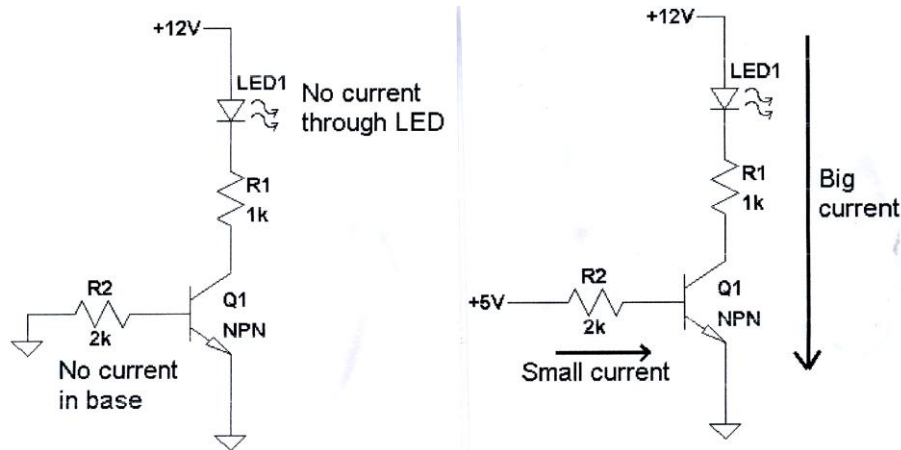 +12V
LED1
No current
through LED
R1
1k
R2
2k
Q1
NPN
No current
in base
+12V
LED1
R1
1k
Big
current
+5V
R2
2k
Q1
NPN
Small current